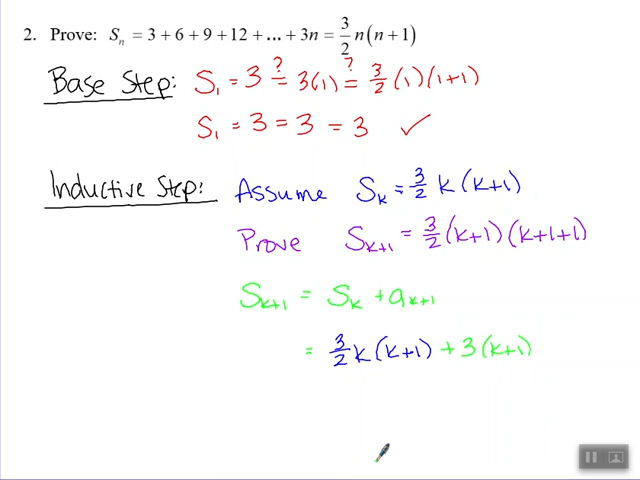 2. Prove: Sₙ = 3 + 6 + 9 + 12 + ... + 3n = 3/2 n(n + 1)
Base Step: S₁ = 3 ≟ 3(1) ≟ 3/2 (1)(1+1)
S₁ = 3 = 3 = 3 ✓
Inductive Step: Assume Sₖ = 3/2 k(k+1)
Prove Sₖ₊₁ = 3/2 (k+1)(k+1+1)
Sₖ₊₁ = Sₖ + aₖ₊₁
= 3/2 k(k+1) + 3(k+1)